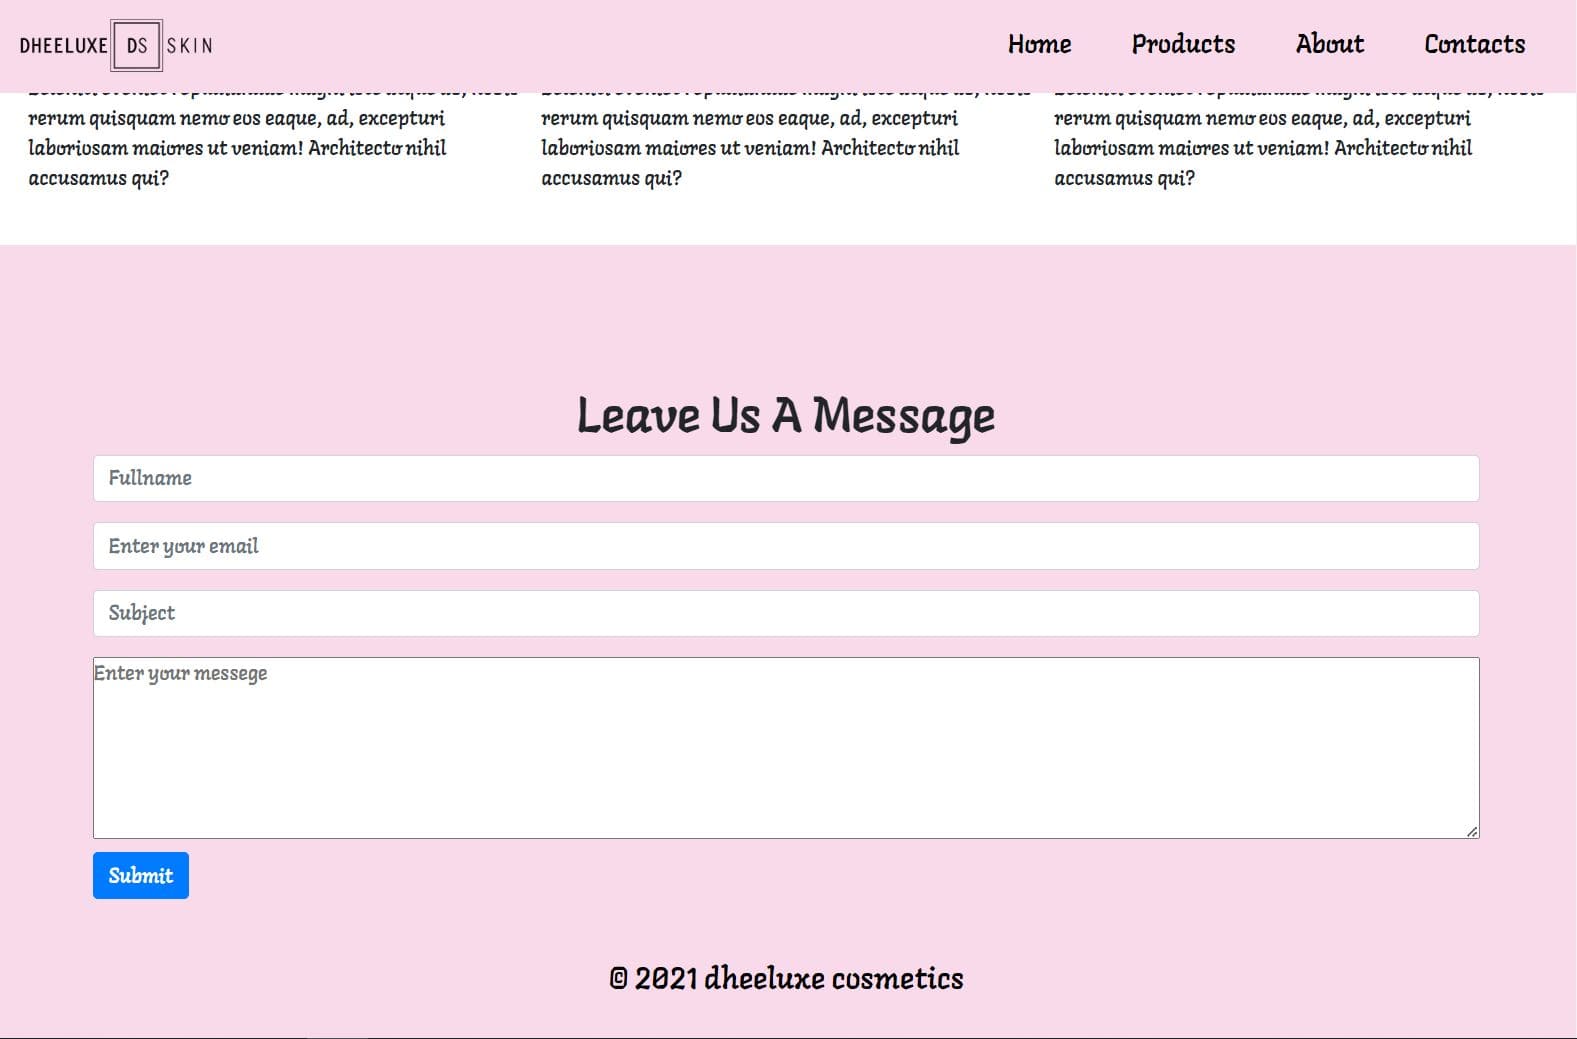 DHEELUXE DS SKIN
Home Products About Contacts
rerum quisquam nemo eos eaque, ad, excepturi
laboriosam maiores ut veniam! Architecto nihil
accusamus qui?
rerum quisquam nemo eos eaque, ad, excepturi
laboriosam maiores ut veniam! Architecto nihil
accusamus qui?
rerum quisquam nemo eos eaque, ad, excepturi
laboriosam maiores ut veniam! Architecto nihil
accusamus qui?
Leave Us A Message
Fullname
Enter your email
Subject
Enter your messege
Submit
© 2021 dheeluxe cosmetics